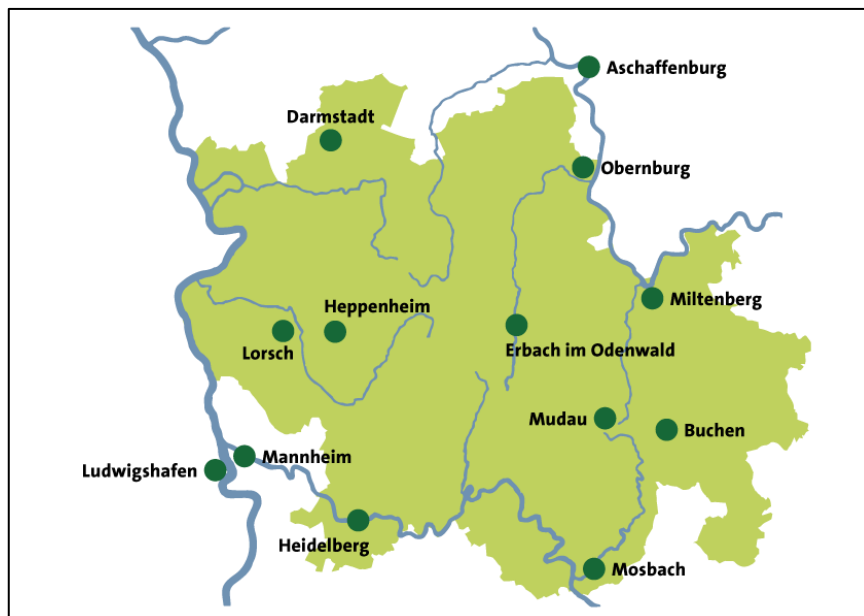 Aschaffenburg
Darmstadt
Obernburg
Miltenberg
Heppenheim
Lorsch
Erbach im Odenwald
Mudau
Buchen
Mannheim
Ludwigshafen
Heidelberg
Mosbach